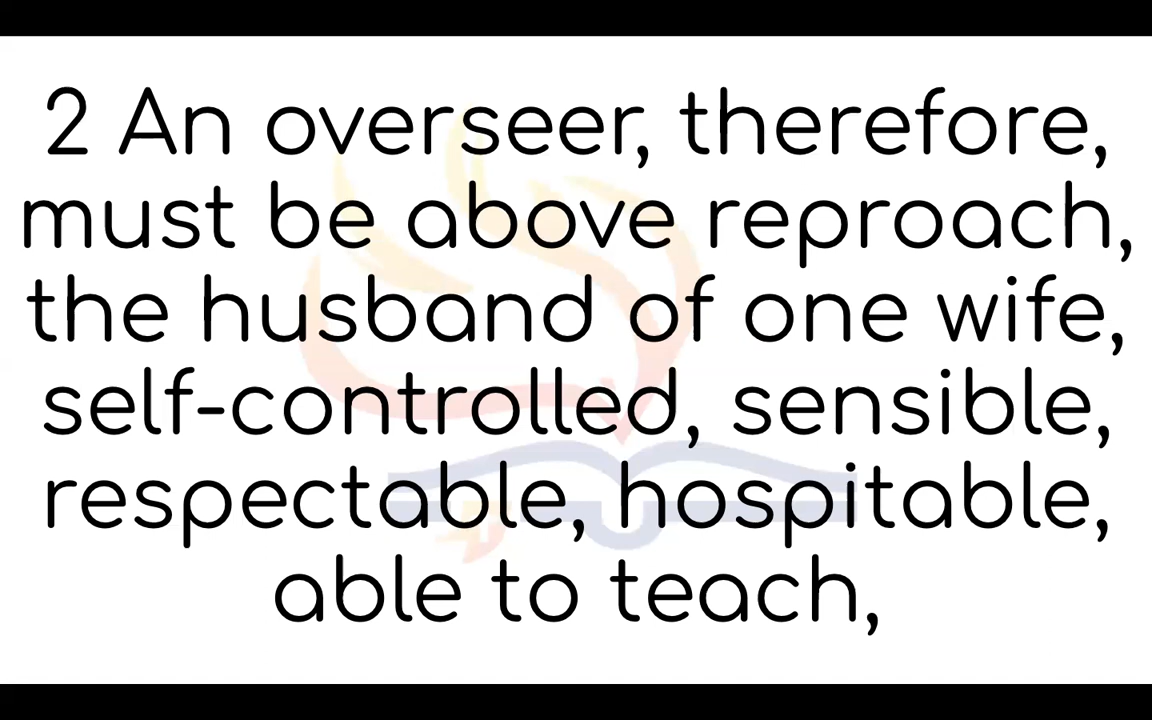 2 An overseer, therefore,
must be above reproach,
the husband of one wife,
self-controlled, sensible,
respectable, hospitable,
able to teach,